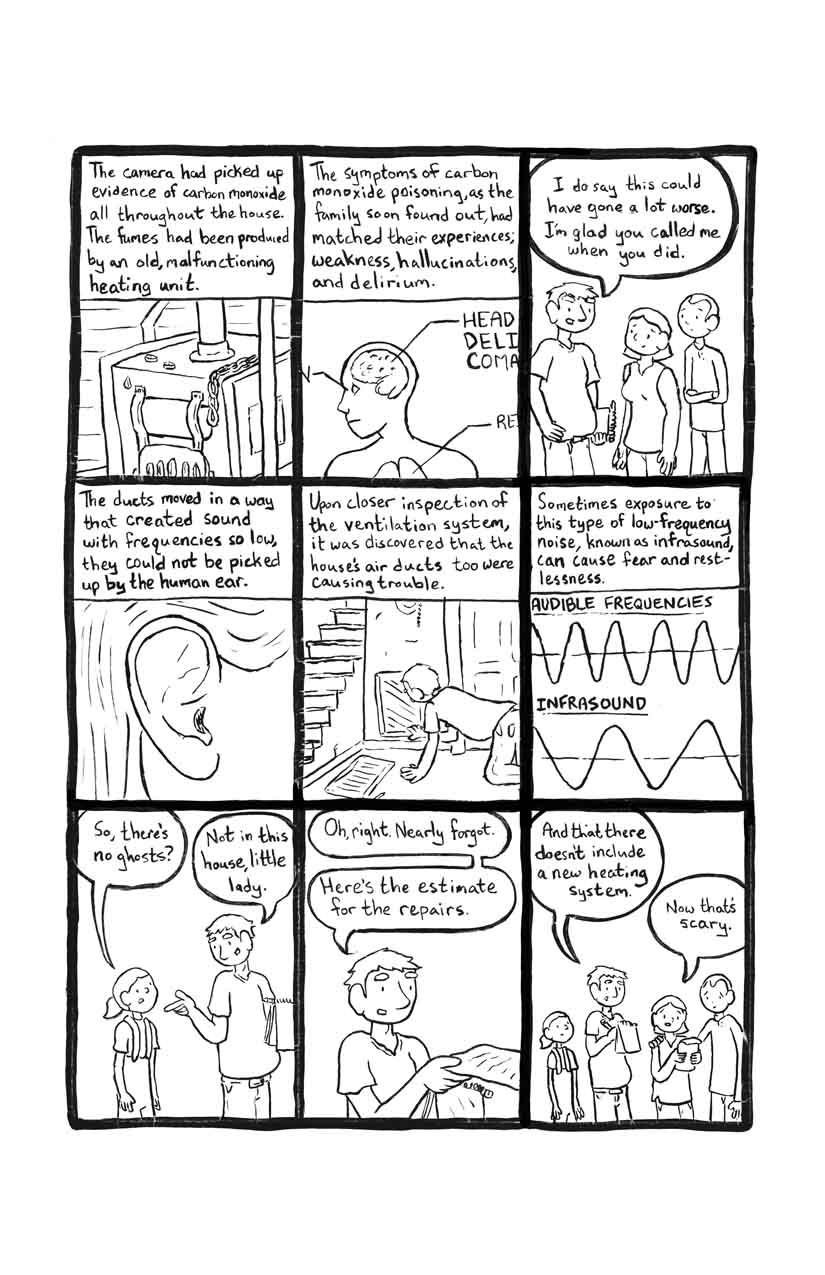 The camera had picked up
evidence of carbon monoxide
all throughout the house.
The fumes had been produced
by an old, malfunctioning
heating unit.
The symptoms of carbon
monoxide poisoning, as the
family soon found out, had
matched their experiences;
weakness, hallucinations,
and delirium.
HEAD
DELI
COMA
N
RE
I do say this could
have gone a lot worse.
I'm glad you called me
when you did.
The ducts moved in a way
that created sound
with frequencies so low,
they could not be picked
up by the human ear.
Upon closer inspection of
the ventilation system,
it was discovered that the
house's air ducts too were
causing trouble.
Sometimes exposure to
this type of low-frequency
noise, known as infrasound,
can cause fear and rest-
lessness.
AUDIBLE FREQUENCIES
INFRASOUND
So, there's
no ghosts?
Not in this
house, little
lady.
Oh, right. Nearly forgot.
Here's the estimate
for the repairs.
And that there
doesn't include
a new heating
system.
Now that's
scary.